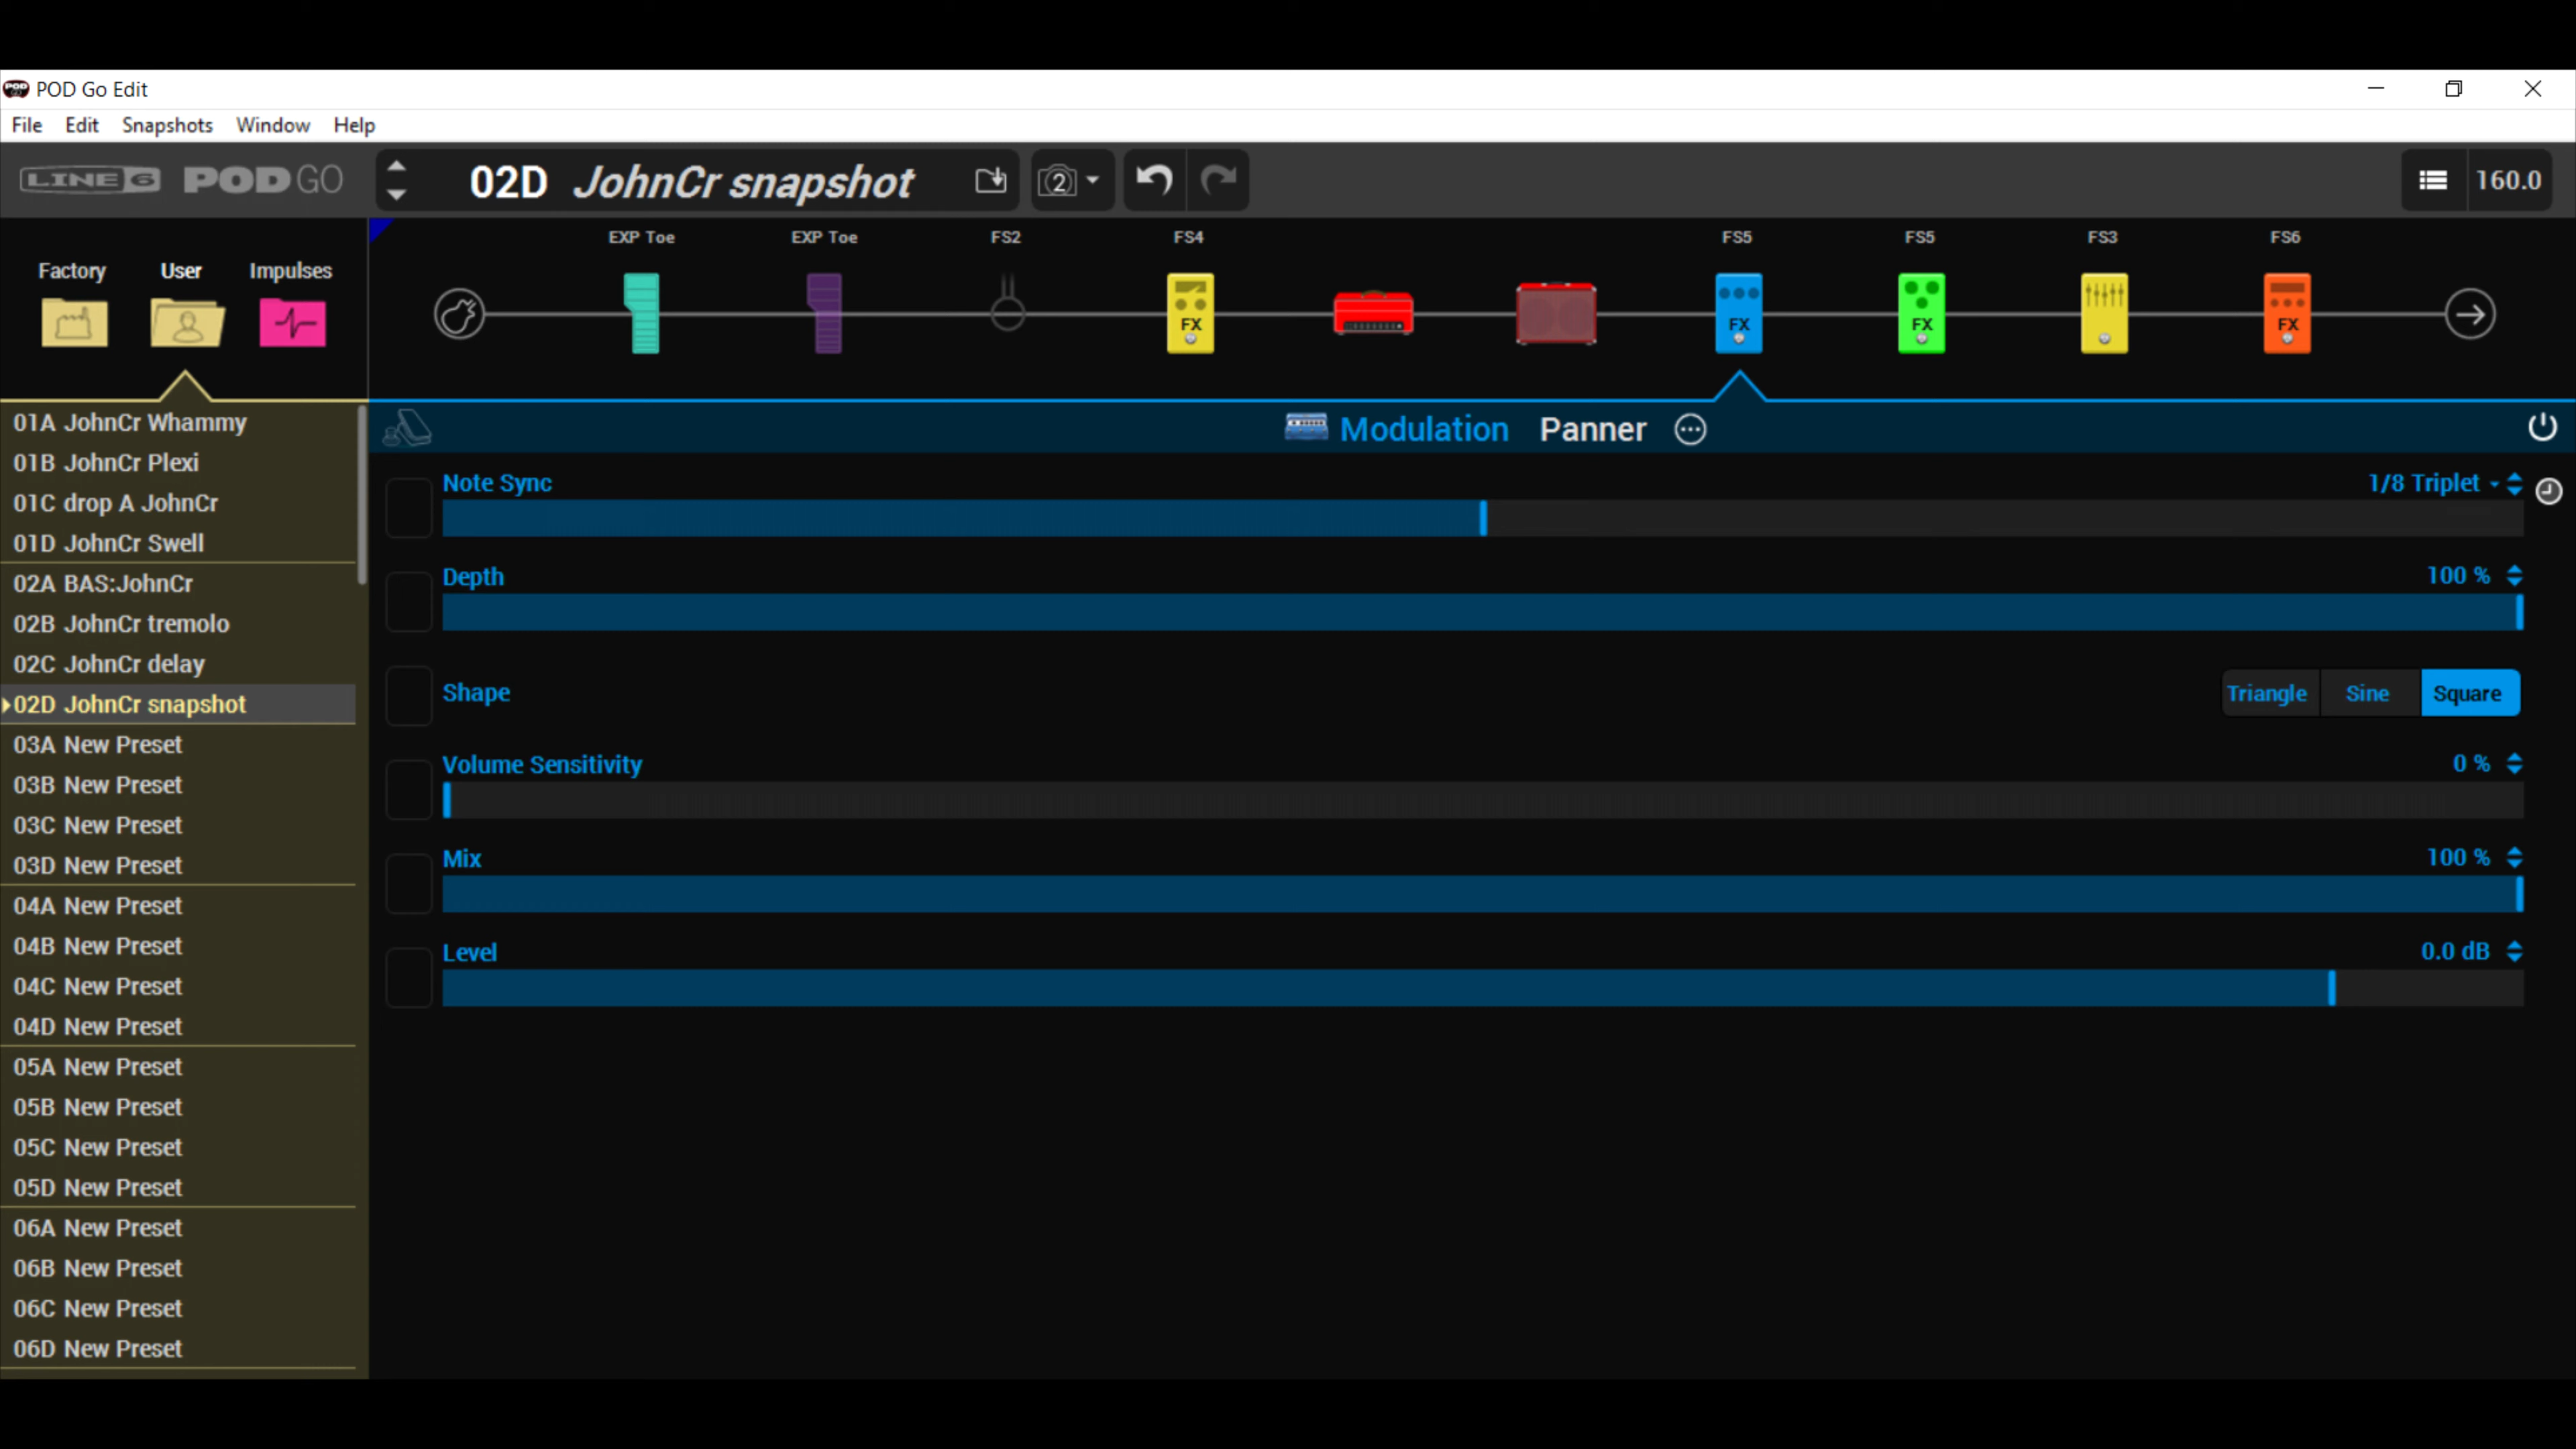 POD Go Edit
File Edit Snapshots Window Help
LINE 6 POD GO
02D JohnCr snapshot
2
160.0
Factory User Impulses
EXP Toe EXP Toe FS2 FS4 FS5 FS5 FS3 FS6
FX FX FX FX
01A JohnCr Whammy
01B JohnCr Plexi
01C drop A JohnCr
01D JohnCr Swell
02A BAS:JohnCr
02B JohnCr tremolo
02C JohnCr delay
02D JohnCr snapshot
03A New Preset
03B New Preset
03C New Preset
03D New Preset
04A New Preset
04B New Preset
04C New Preset
04D New Preset
05A New Preset
05B New Preset
05C New Preset
05D New Preset
06A New Preset
06B New Preset
06C New Preset
06D New Preset
Modulation Panner
Note Sync 1/8 Triplet
Depth 100 %
Shape Triangle Sine Square
Volume Sensitivity 0 %
Mix 100 %
Level 0.0 dB